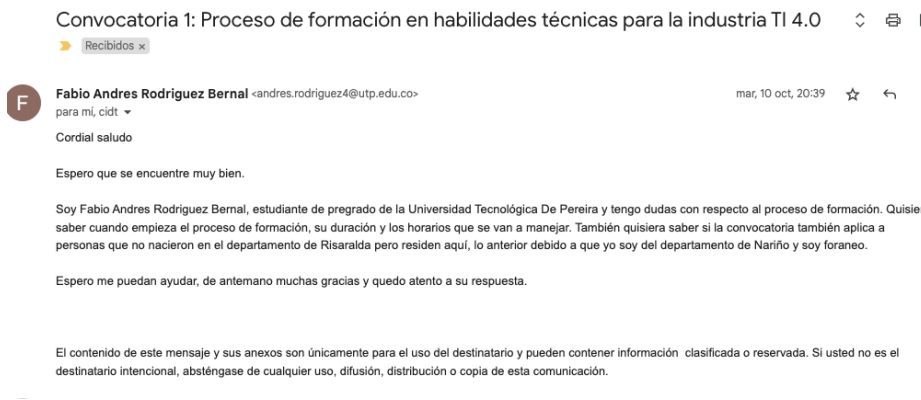 Convocatoria 1: Proceso de formación en habilidades técnicas para la industria TI 4.0
Recibidos ×
F
Fabio Andres Rodriguez Bernal <andres.rodriguez4@utp.edu.co>
mar, 10 oct, 20:39
para mí, cidt
Cordial saludo
Espero que se encuentre muy bien.
Soy Fabio Andres Rodriguez Bernal, estudiante de pregrado de la Universidad Tecnológica De Pereira y tengo dudas con respecto al proceso de formación.
saber cuando empieza el proceso de formación, su duración y los horarios que se van a manejar. También quisiera saber si la convocatoria también aplica a
personas que no nacieron en el departamento de Risaralda pero residen aquí, lo anterior debido a que yo soy del departamento de Nariño y soy foraneo.
Espero me puedan ayudar, de antemano muchas gracias y quedo atento a su respuesta.
El contenido de este mensaje y sus anexos son únicamente para el uso del destinatario y pueden contener información clasificada o reservada. Si usted no es el
destinatario intencional, absténgase de cualquier uso, difusión, distribución o copia de esta comunicación.